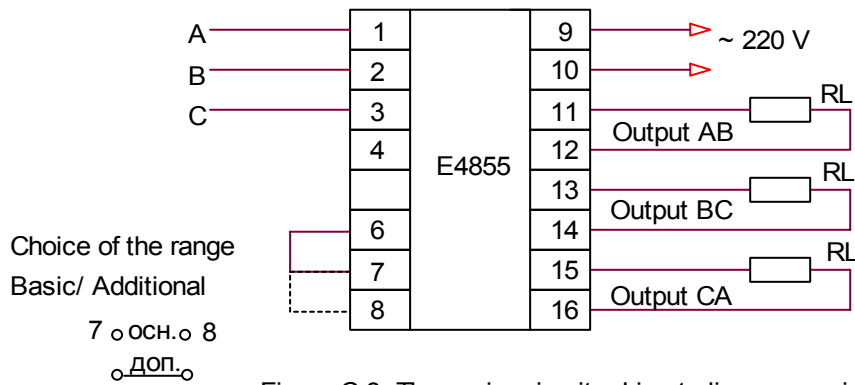 A
B
C
1
2
3
4
6
7
8
E4855
9
10
11
12
13
14
15
16
~ 220 V
RL
Output AB
RL
Output BC
RL
Output CA
Choice of the range
Basic/ Additional
7 осн. 8
доп.